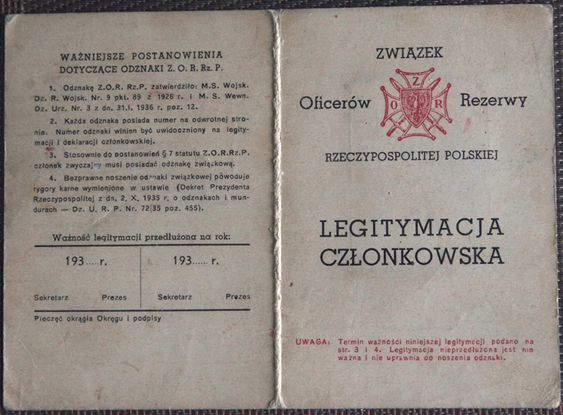 WAŻNIEJSZE POSTANOWIENIA
DOTYCZĄCE ODZNAKI Z. O. R. Rz. P.
1. Odznakę Z.O.R. Rz.P. zatwierdziło: M.S. Wojsk.
Dz. R. Wojsk. Nr. 9 pkt. 89 z 1926 r. i M. S. Wewn.
Dz. Urz. Nr. 3 z dn. 31.I. 1936 r. poz. 12.
2. Każda odznaka posiada numer na odwrotnej stro-
nie. Numer odznaki winien być uwidoczniony na legity-
macji i deklaracji członkowskiej.
3. Stosownie do postanowień § 7 statutu Z.O.R.Rz.P.
członek zwyczajny musi posiadać odznakę związkową.
4. Bezprawne noszenie odznaki związkowej powoduje
rygory karne wymienione w ustawie (Dekret Prezydenta
Rzeczypospolitej z dn. 2. X. 1935 r. o odznakach i mun-
durach — Dz. U. R. P. Nr. 72/35 poz. 455).
Ważność legitymacji przedłużona na rok:
193.....r. 193......r.
Sekretarz Prezes Sekretarz Prezes
Pieczęć okrągła Okręgu i podpisy
ZWIĄZEK
Z
Oficerów O R Rezerwy
RZECZYPOSPOLITEJ POLSKIEJ
LEGITYMACJA
CZŁONKOWSKA
UWAGA: Termin ważności niniejszej legitymacji podano na
str. 3 i 4. Legitymacja nieprzedłużona jest nie
ważna i nie uprawnia do noszenia odznaki.